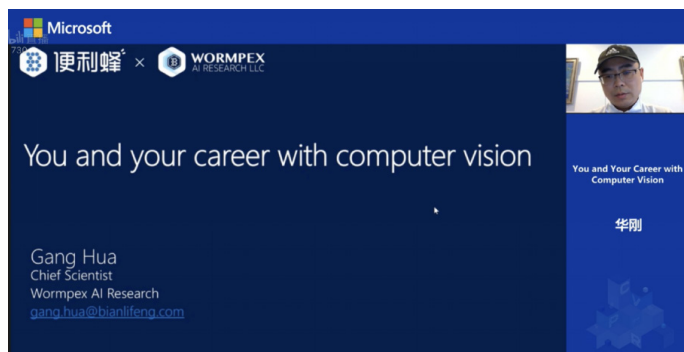 Microsoft
730
便利蜂 × WORMPEX
AI RESEARCH LLC
You and your career with computer vision
Gang Hua
Chief Scientist
Wormpex AI Research
gang.hua@bianlifeng.com
You and Your Career with
Computer Vision
华刚